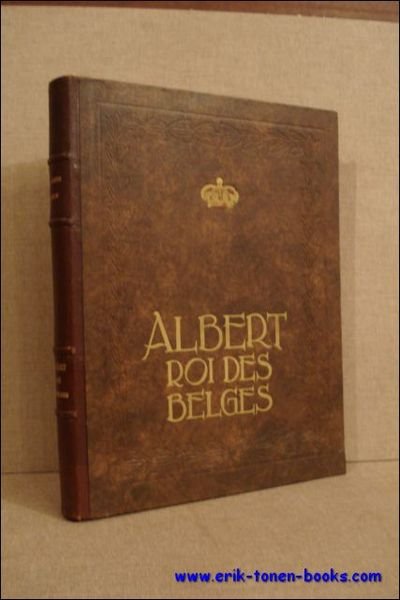 ALBERT
ROI DES
BELGES
www.erik-tonen-books.com